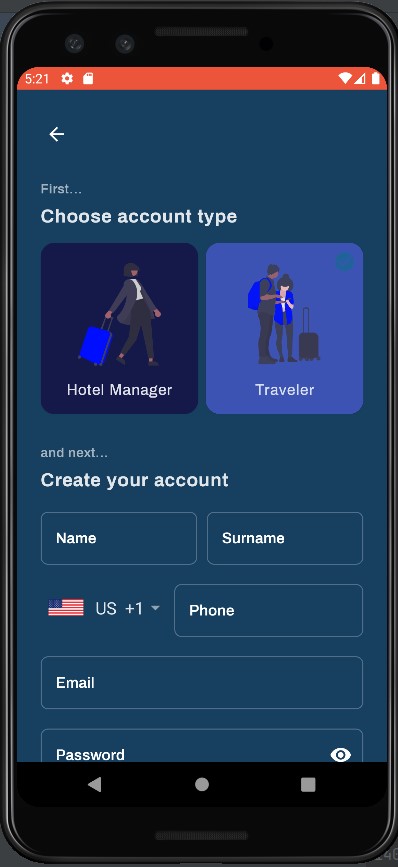 5:21
First...
Choose account type
Hotel Manager
Traveler
and next...
Create your account
Name
Surname
US +1
Phone
Email
Password